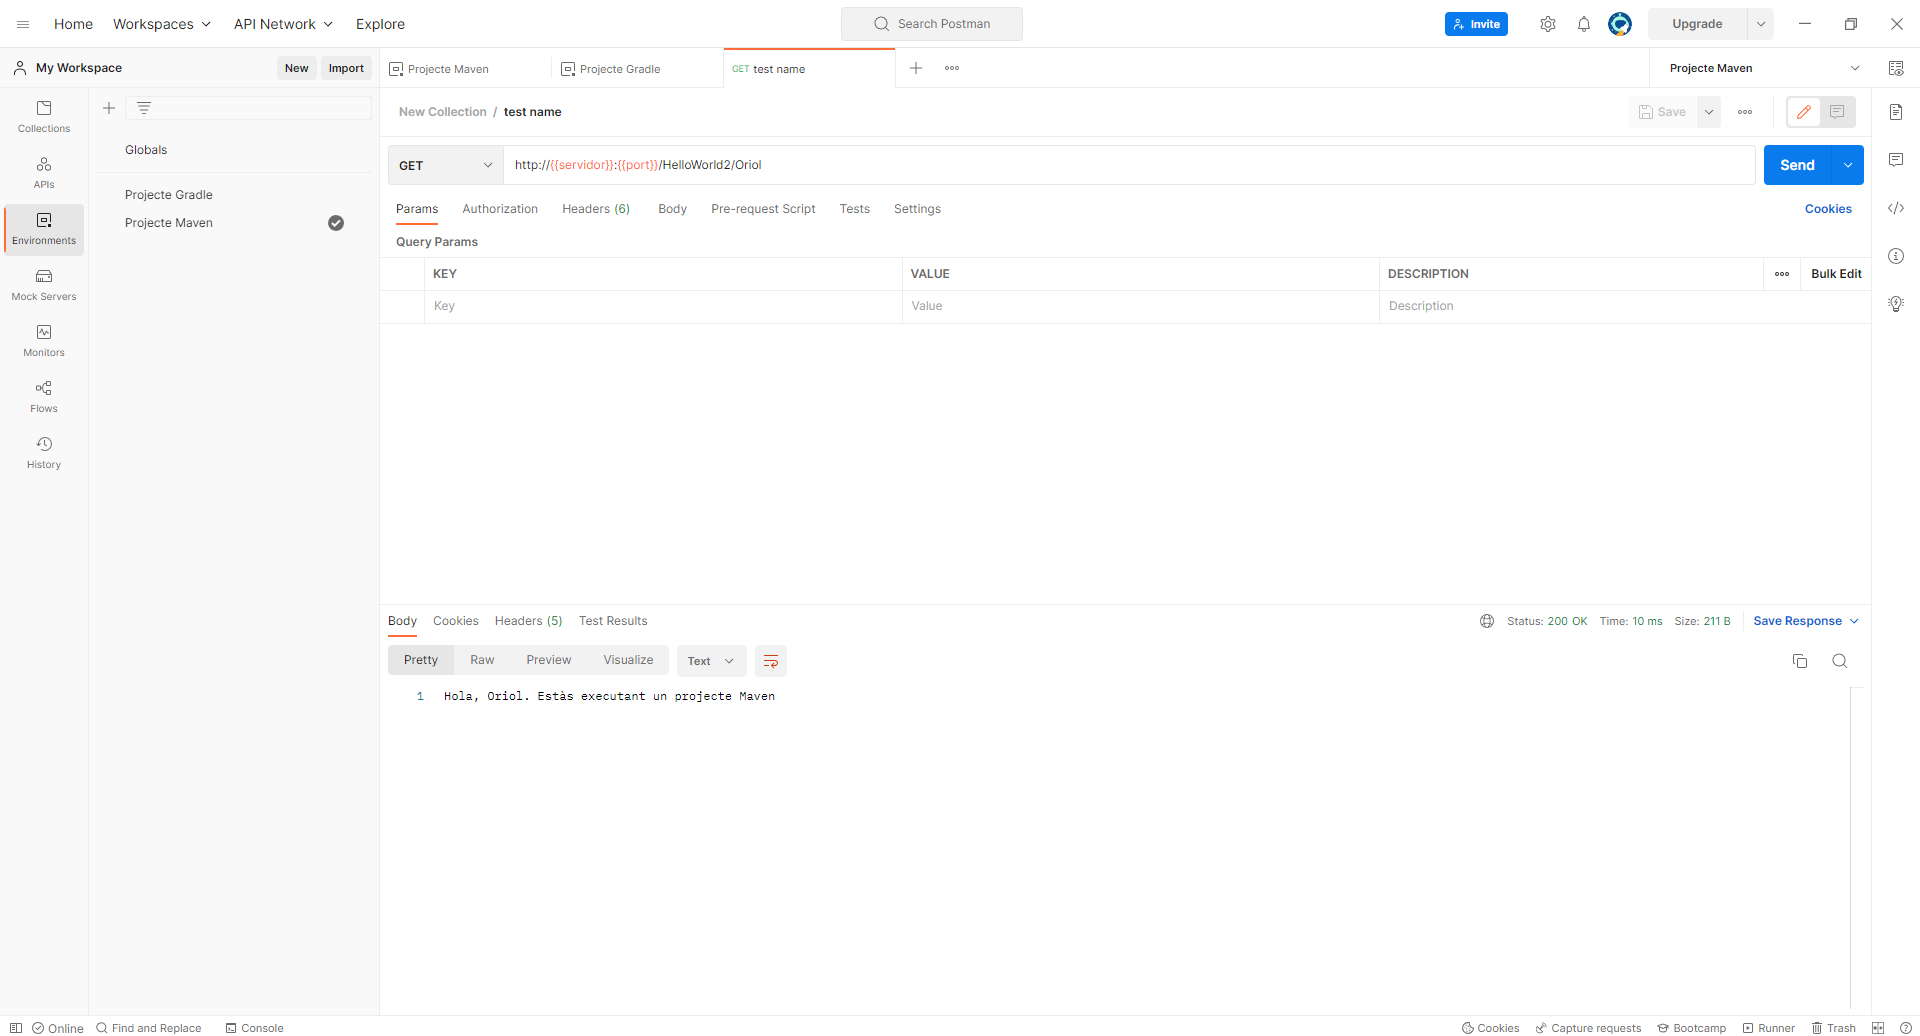 Home Workspaces API Network Explore Search Postman Invite Upgrade
My Workspace New Import Projecte Maven Projecte Gradle GET test name Projecte Maven
Collections
APIs
Environments
Mock Servers
Monitors
Flows
History
Globals
Projecte Gradle
Projecte Maven
New Collection / test name Save
GET http://{{servidor}}:{{port}}/HelloWorld2/Oriol Send
Params Authorization Headers (6) Body Pre-request Script Tests Settings Cookies
Query Params
KEY VALUE DESCRIPTION Bulk Edit
Key Value Description
Body Cookies Headers (5) Test Results Status: 200 OK Time: 10 ms Size: 211 B Save Response
Pretty Raw Preview Visualize Text
1 Hola, Oriol. Estàs executant un projecte Maven
Online Find and Replace Console Cookies Capture requests Bootcamp Runner Trash